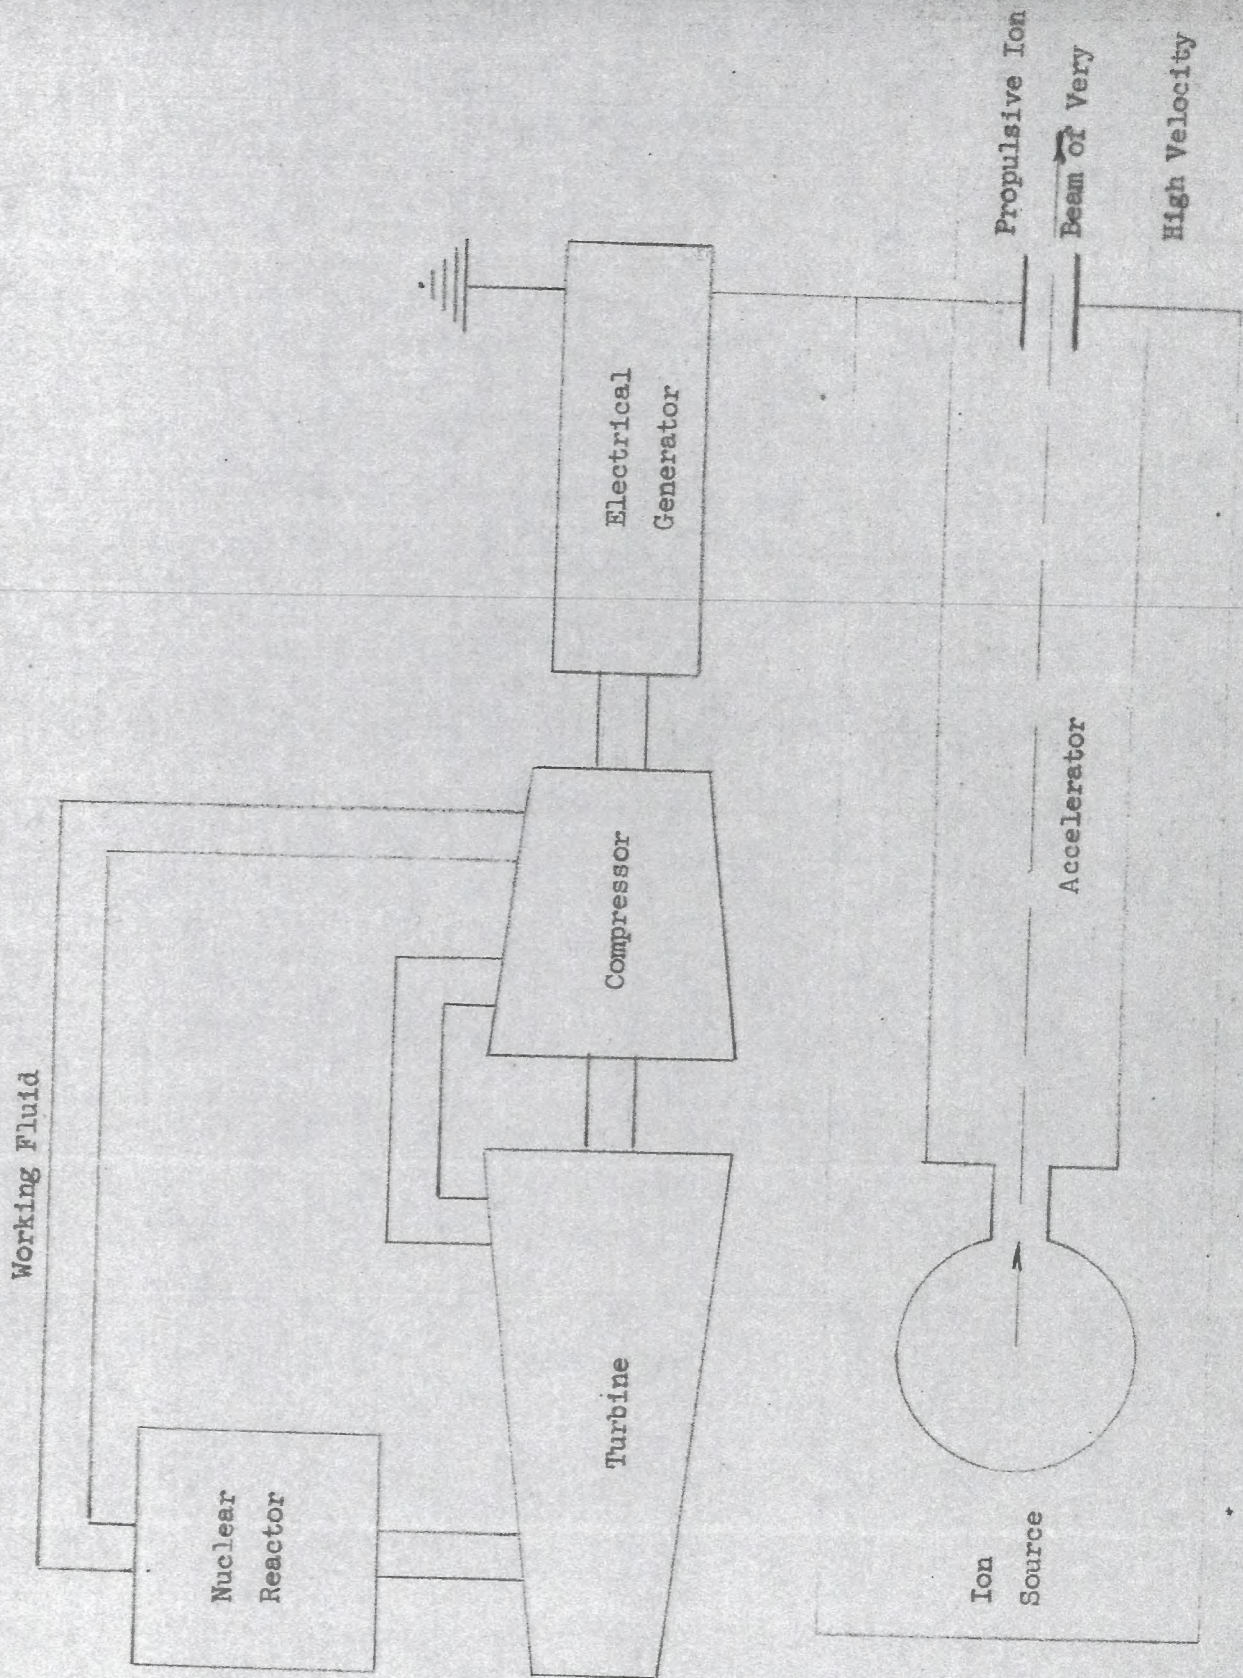 Working Fluid
Nuclear
Reactor
Turbine
Compressor
Electrical
Generator
Ion
Source
Accelerator
Propulsive Ion
Beam of Very
High Velocity